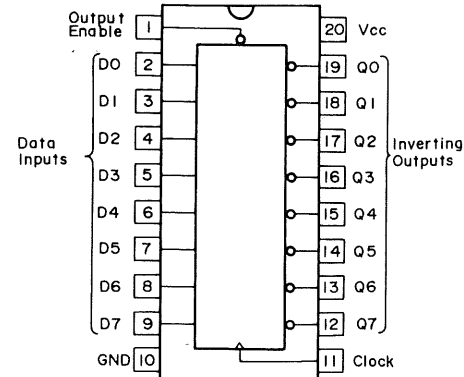 Output
Enable 1
20 Vcc
D0 2
19 Q0
D1 3
18 Q1
D2 4
17 Q2
Data
Inputs
Inverting
Outputs
D3 5
16 Q3
D4 6
15 Q4
D5 7
14 Q5
D6 8
13 Q6
D7 9
12 Q7
GND 10
11 Clock